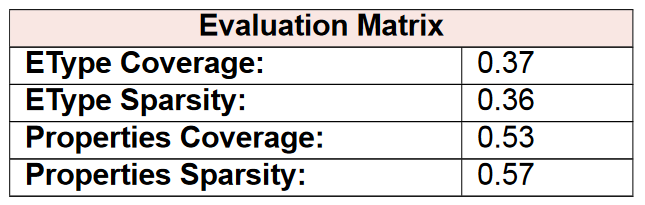 Evaluation Matrix
EType Coverage: 0.37
EType Sparsity: 0.36
Properties Coverage: 0.53
Properties Sparsity: 0.57